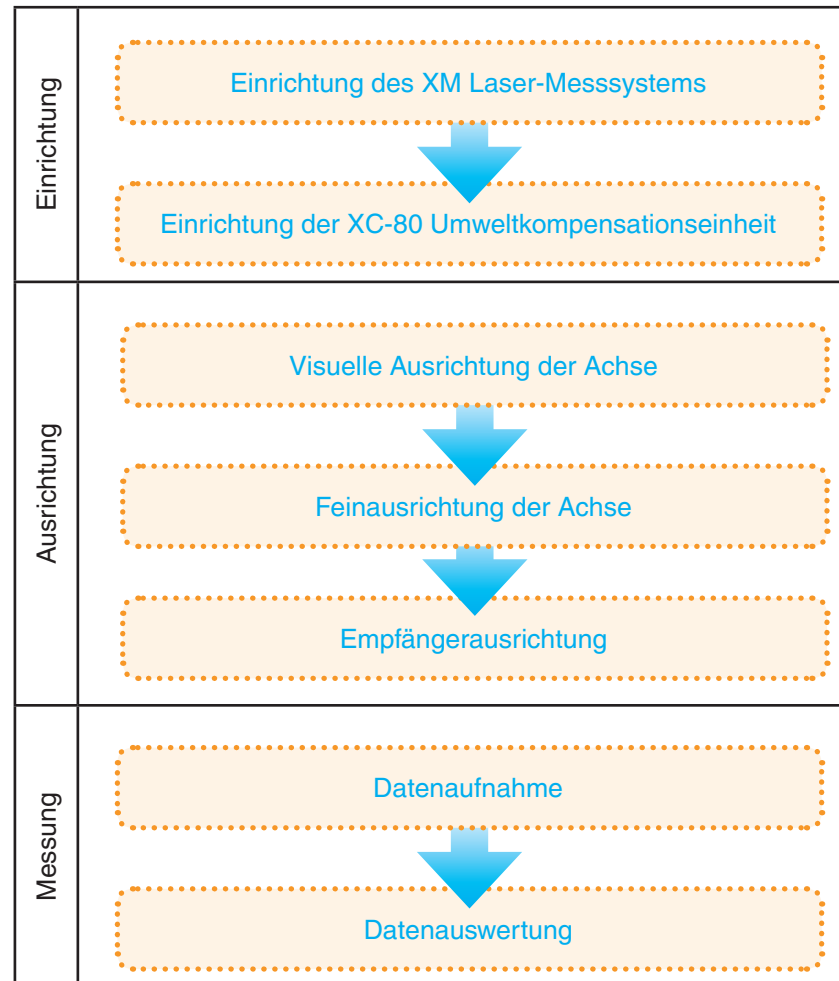 Einrichtung
Einrichtung des XM Laser-Messsystems
Einrichtung der XC-80 Umweltkompensationseinheit
Ausrichtung
Visuelle Ausrichtung der Achse
Feinausrichtung der Achse
Empfängerausrichtung
Messung
Datenaufnahme
Datenauswertung